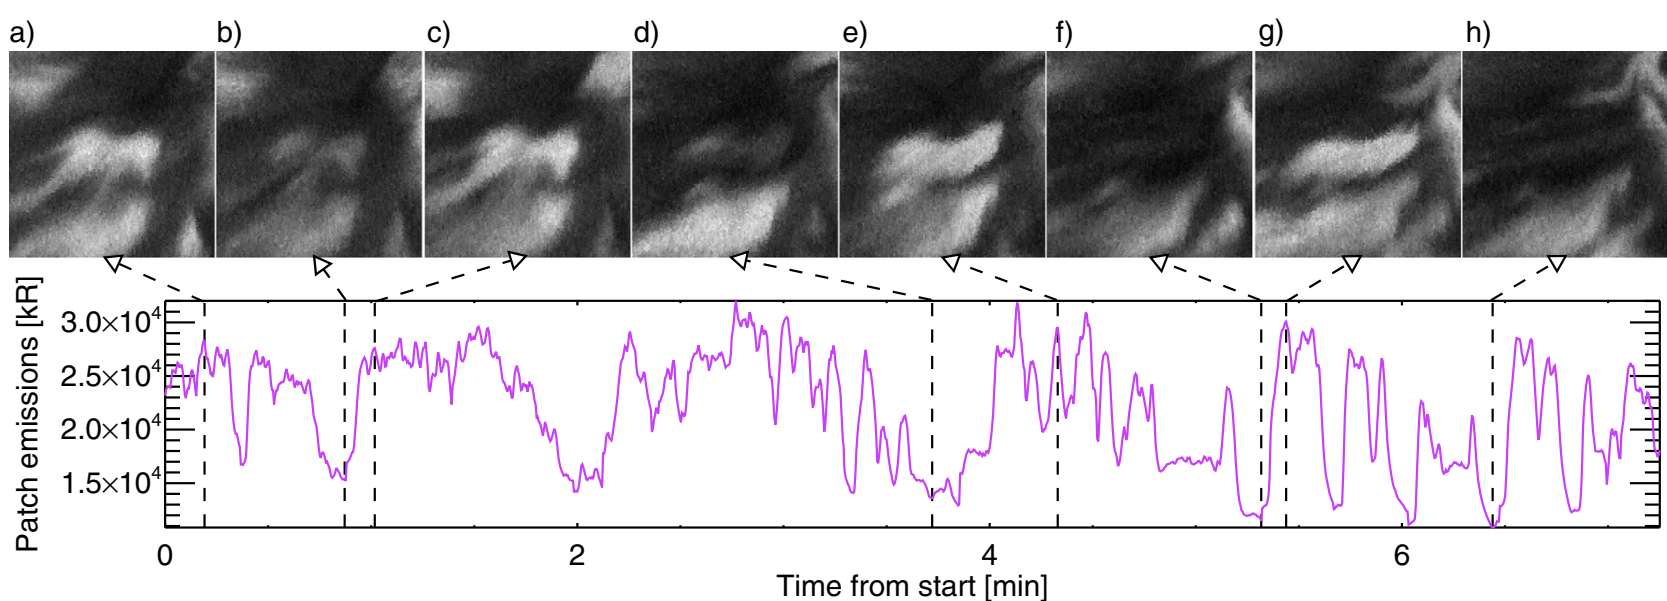 a) b) c) d) e) f) g) h)
Patch emissions [kR]
3.0×10⁴
2.5×10⁴
2.0×10⁴
1.5×10⁴
0 2 4 6
Time from start [min]